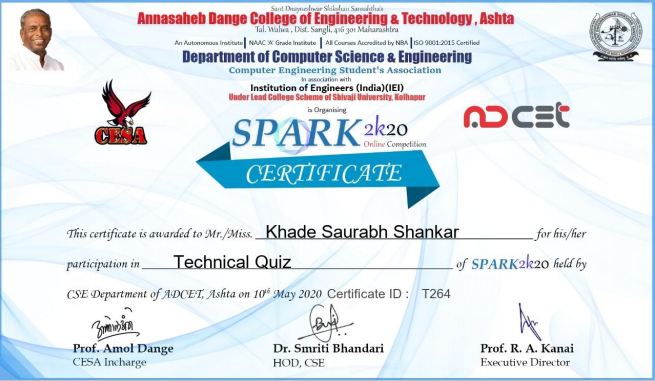 Sant Dnyaneshwar Shikshan Sanstha's
Annasaheb Dange College of Engineering & Technology, Ashta
Tal. Walwa, Dist. Sangli, 416 301 Maharashtra
An Autonomous Institute | NAAC 'A' Grade Institute | All Courses Accredited by NBA | ISO 9001:2015 Certified
Department of Computer Science & Engineering
Computer Engineering Student's Association
In association with
Institution of Engineers (India)(IEI)
Under Lead College Scheme of Shivaji University, Kolhapur
is Organising
CESA
SPARK 2k20
Online Competition
ADCET
CERTIFICATE
This certificate is awarded to Mr./Miss. Khade Saurabh Shankar for his/her
participation in Technical Quiz of SPARK2k20 held by
CSE Department of ADCET, Ashta on 10th May 2020 Certificate ID : T264
Prof. Amol Dange
CESA Incharge
Dr. Smriti Bhandari
HOD, CSE
Prof. R. A. Kanai
Executive Director